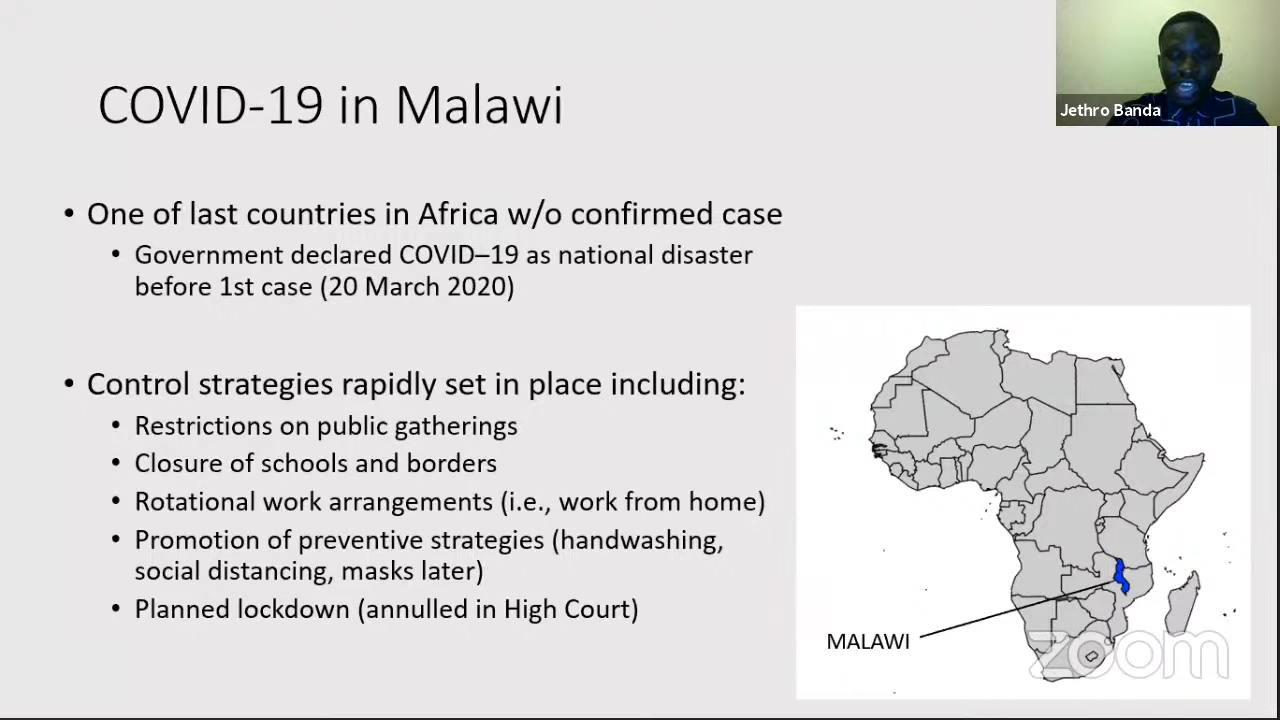 COVID-19 in Malawi
Jethro Banda
• One of last countries in Africa w/o confirmed case
• Government declared COVID–19 as national disaster
before 1st case (20 March 2020)
• Control strategies rapidly set in place including:
• Restrictions on public gatherings
• Closure of schools and borders
• Rotational work arrangements (i.e., work from home)
• Promotion of preventive strategies (handwashing,
social distancing, masks later)
• Planned lockdown (annulled in High Court)
MALAWI
zoom